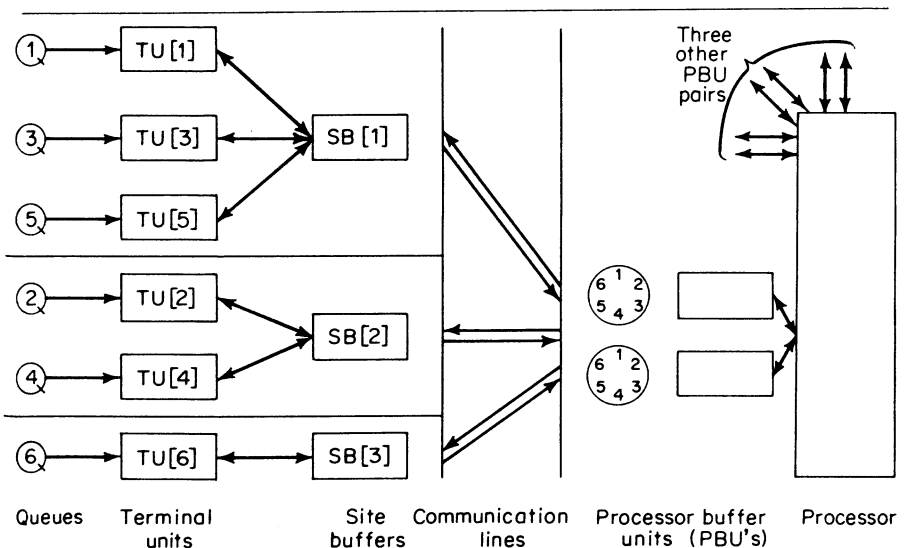 1 TU[1]
Three
other
PBU
pairs
3 TU[3] SB[1]
5 TU[5]
2 TU[2]
6 1 2
5 4 3
SB[2]
4 TU[4]
6 1 2
5 4 3
6 TU[6] SB[3]
Queues Terminal
units
Site
buffers
Communication
lines
Processor buffer
units (PBU's)
Processor